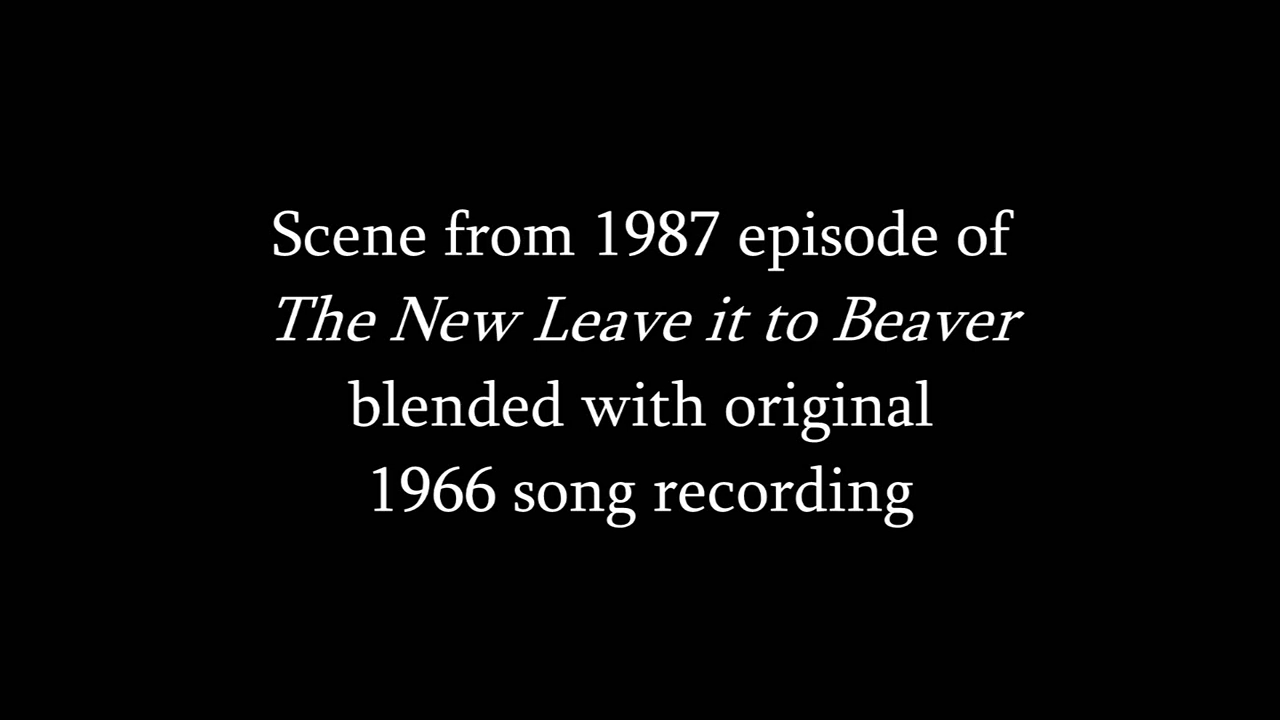 Scene from 1987 episode of
The New Leave it to Beaver
blended with original
1966 song recording